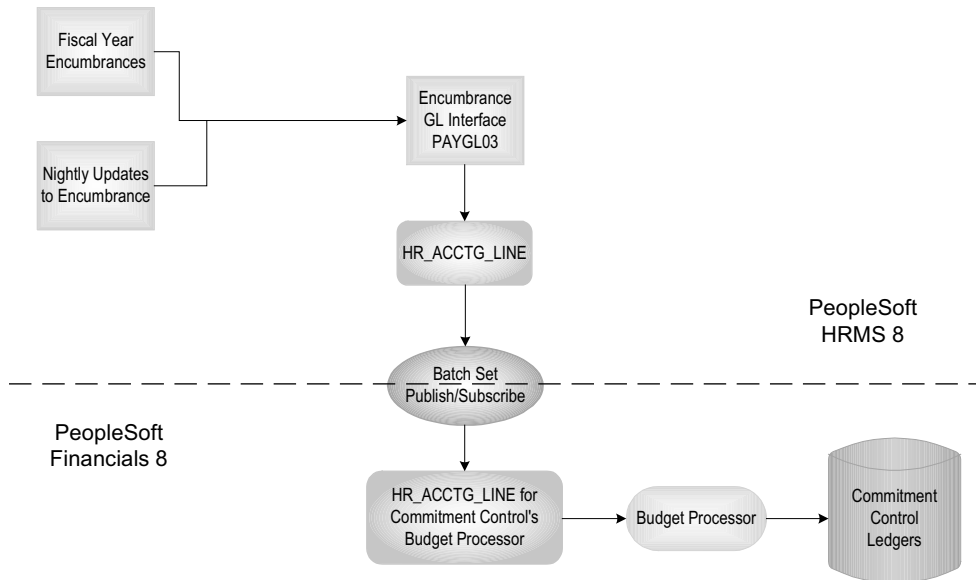 Fiscal Year
Encumbrances
Encumbrance
GL Interface
PAYGL03
Nightly Updates
to Encumbrance
HR_ACCTG_LINE
PeopleSoft
HRMS 8
Batch Set
Publish/Subscribe
PeopleSoft
Financials 8
HR_ACCTG_LINE for
Commitment Control's
Budget Processor
Budget Processor
Commitment
Control
Ledgers